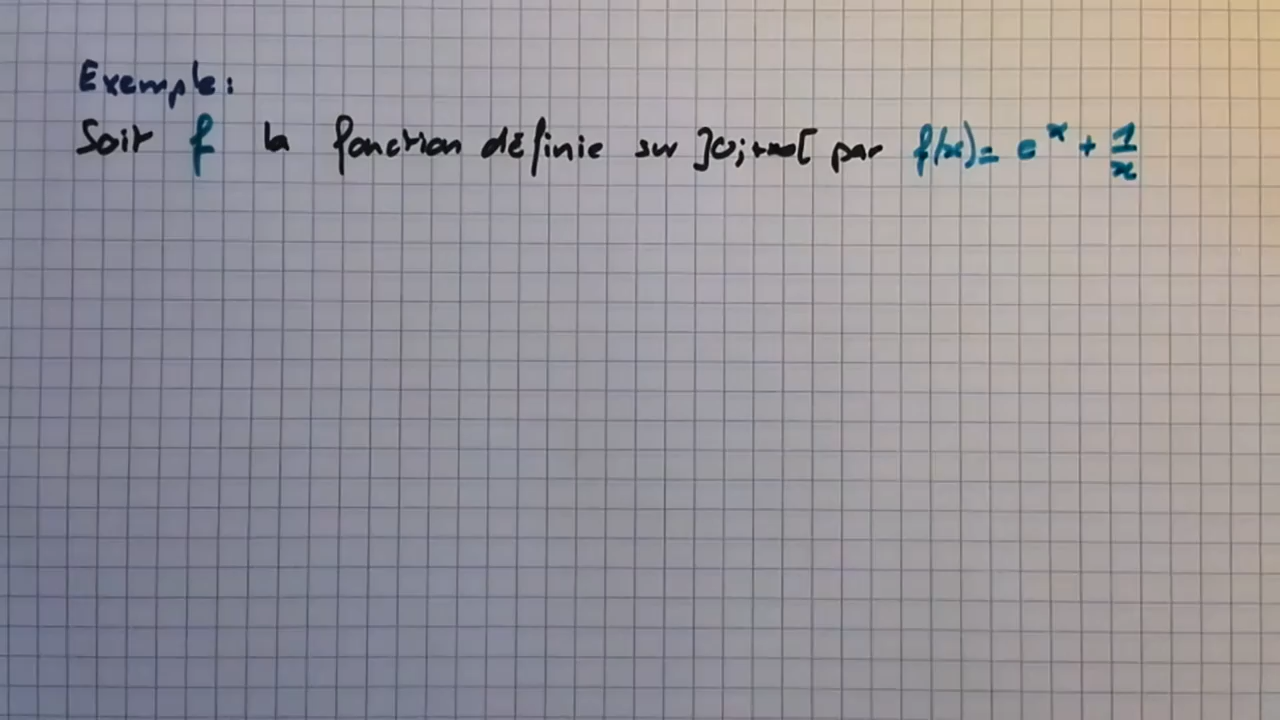 Exemple:
Soit f la fonction définie sur ]0;+∞[ par f(x)= e^x + 1/x